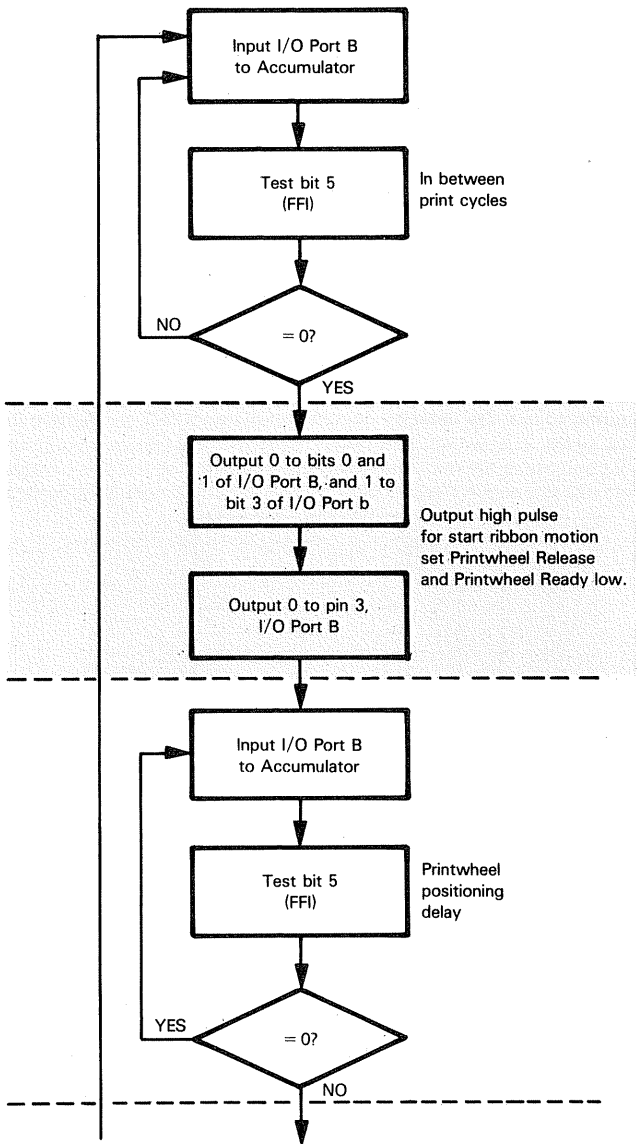 Input I/O Port B
to Accumulator
Test bit 5
(FFI)
In between
print cycles
= 0?
NO
YES
Output 0 to bits 0 and
1 of I/O Port B, and 1 to
bit 3 of I/O Port b
Output high pulse
for start ribbon motion
set Printwheel Release
and Printwheel Ready low.
Output 0 to pin 3,
I/O Port B
Input I/O Port B
to Accumulator
Test bit 5
(FFI)
Printwheel
positioning
delay
= 0?
YES
NO